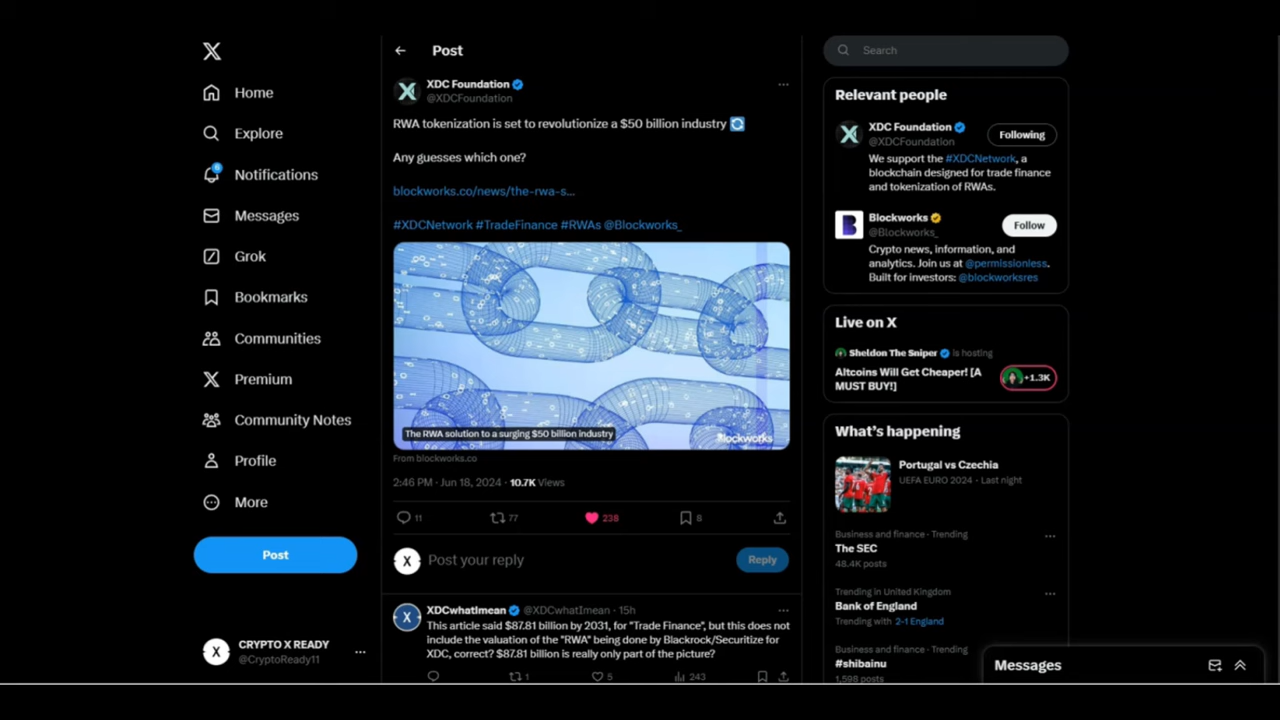 Home
Explore
6
Notifications
Messages
Grok
Bookmarks
Communities
Premium
Community Notes
Profile
More
Post
CRYPTO X READY
@CryptoReady11
Post
XDC Foundation
@XDCFoundation
RWA tokenization is set to revolutionize a $50 billion industry 🔄
Any guesses which one?
blockworks.co/news/the-rwa-s...
#XDCNetwork #TradeFinance #RWAs @Blockworks_
The RWA solution to a surging $50 billion industry
Blockworks
From blockworks.co
2:46 PM · Jun 18, 2024 · 10.7K Views
11 77 238 8
Post your reply
Reply
XDCwhatImean @XDCwhatImean · 15h
This article said $87.81 billion by 2031, for "Trade Finance", but this does not
include the valuation of the "RWA" being done by Blackrock/Securitize for
XDC, correct? $87.81 billion is really only part of the picture?
1 5 243
Search
Relevant people
XDC Foundation
@XDCFoundation
Following
We support the #XDCNetwork, a
blockchain designed for trade finance
and tokenization of RWAs.
Blockworks
@Blockworks_
Follow
Crypto news, information, and
analytics. Join us at @permissionless.
Built for investors: @blockworksres
Live on X
Sheldon The Sniper is hosting
Altcoins Will Get Cheaper! [A
MUST BUY!]
+1.3K
What's happening
Portugal vs Czechia
UEFA EURO 2024 · Last night
Business and finance · Trending
The SEC
48.4K posts
Trending in United Kingdom
Bank of England
Trending with 2-1 England
Business and finance · Trending
#shibainu
1,598 posts
Messages